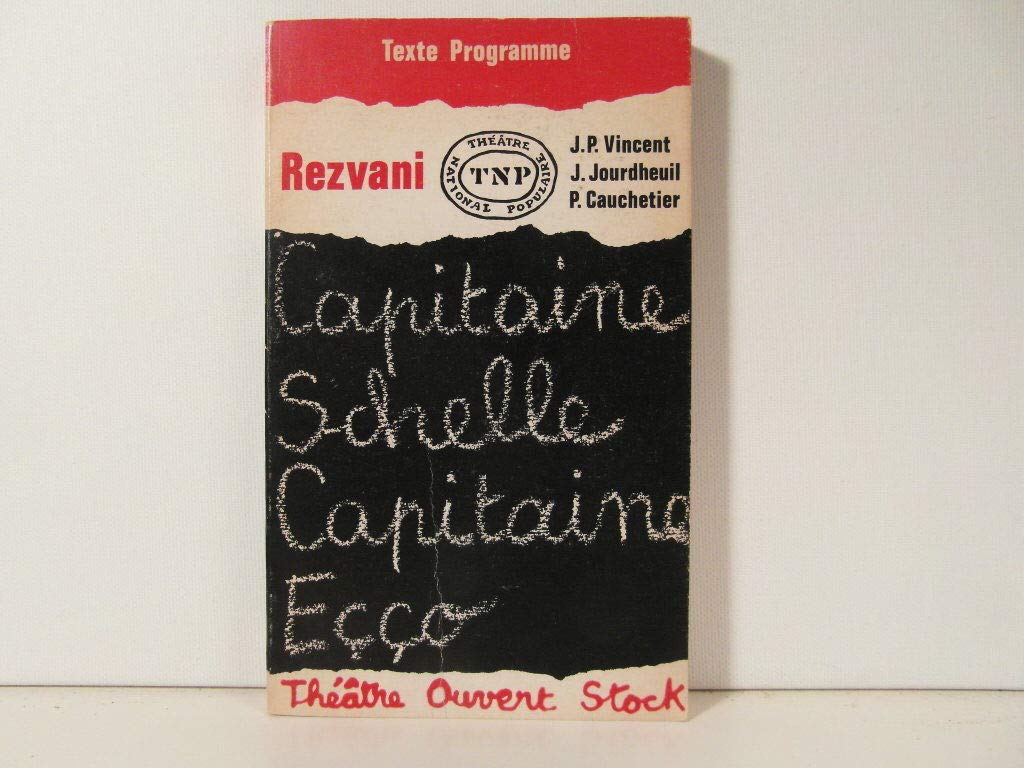 Texte Programme
Rezvani
THÉÂTRE
NATIONAL POPULAIRE
TNP
J.P. Vincent
J. Jourdheuil
P. Cauchetier
Capitaine
Schelle
Capitaine
Eçço
Théâtre Ouvert Stock